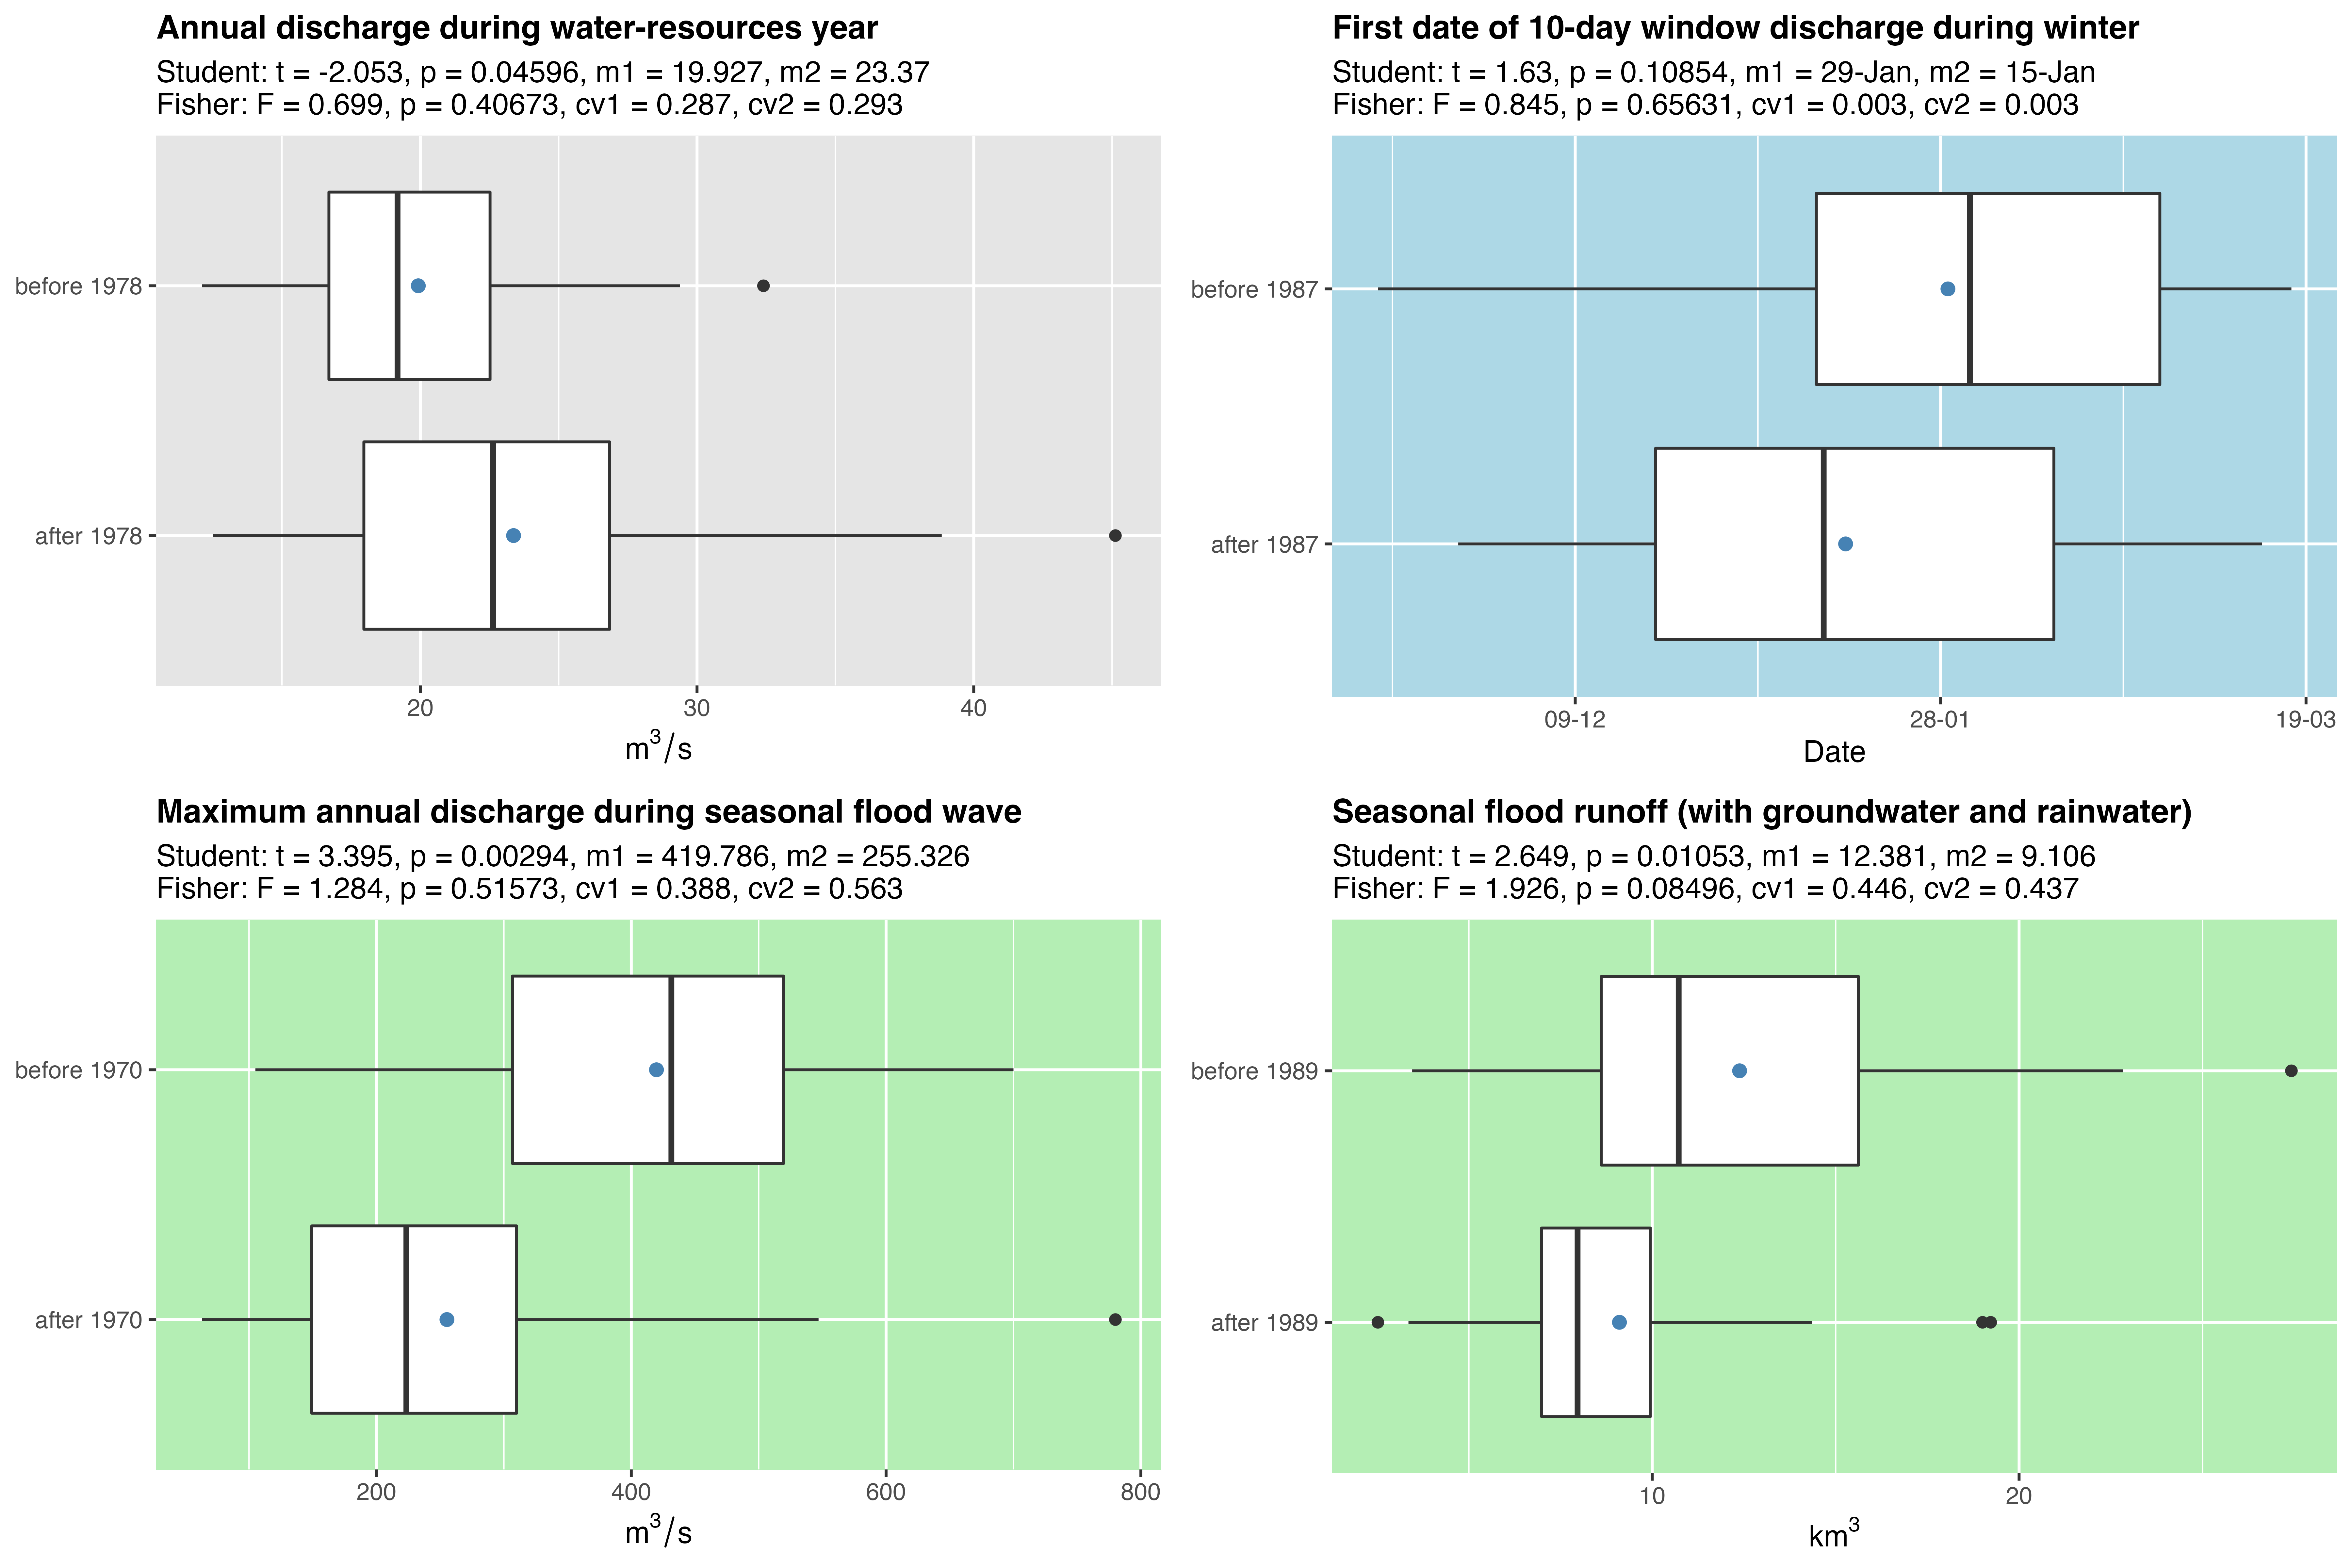 Annual discharge during water-resources year
Student: t = -2.053, p = 0.04596, m1 = 19.927, m2 = 23.37
Fisher: F = 0.699, p = 0.40673, cv1 = 0.287, cv2 = 0.293
before 1978
after 1978
20 30 40
m³/s
First date of 10-day window discharge during winter
Student: t = 1.63, p = 0.10854, m1 = 29-Jan, m2 = 15-Jan
Fisher: F = 0.845, p = 0.65631, cv1 = 0.003, cv2 = 0.003
before 1987
after 1987
09-12 28-01 19-03
Date
Maximum annual discharge during seasonal flood wave
Student: t = 3.395, p = 0.00294, m1 = 419.786, m2 = 255.326
Fisher: F = 1.284, p = 0.51573, cv1 = 0.388, cv2 = 0.563
before 1970
after 1970
200 400 600 800
m³/s
Seasonal flood runoff (with groundwater and rainwater)
Student: t = 2.649, p = 0.01053, m1 = 12.381, m2 = 9.106
Fisher: F = 1.926, p = 0.08496, cv1 = 0.446, cv2 = 0.437
before 1989
after 1989
10 20
km³